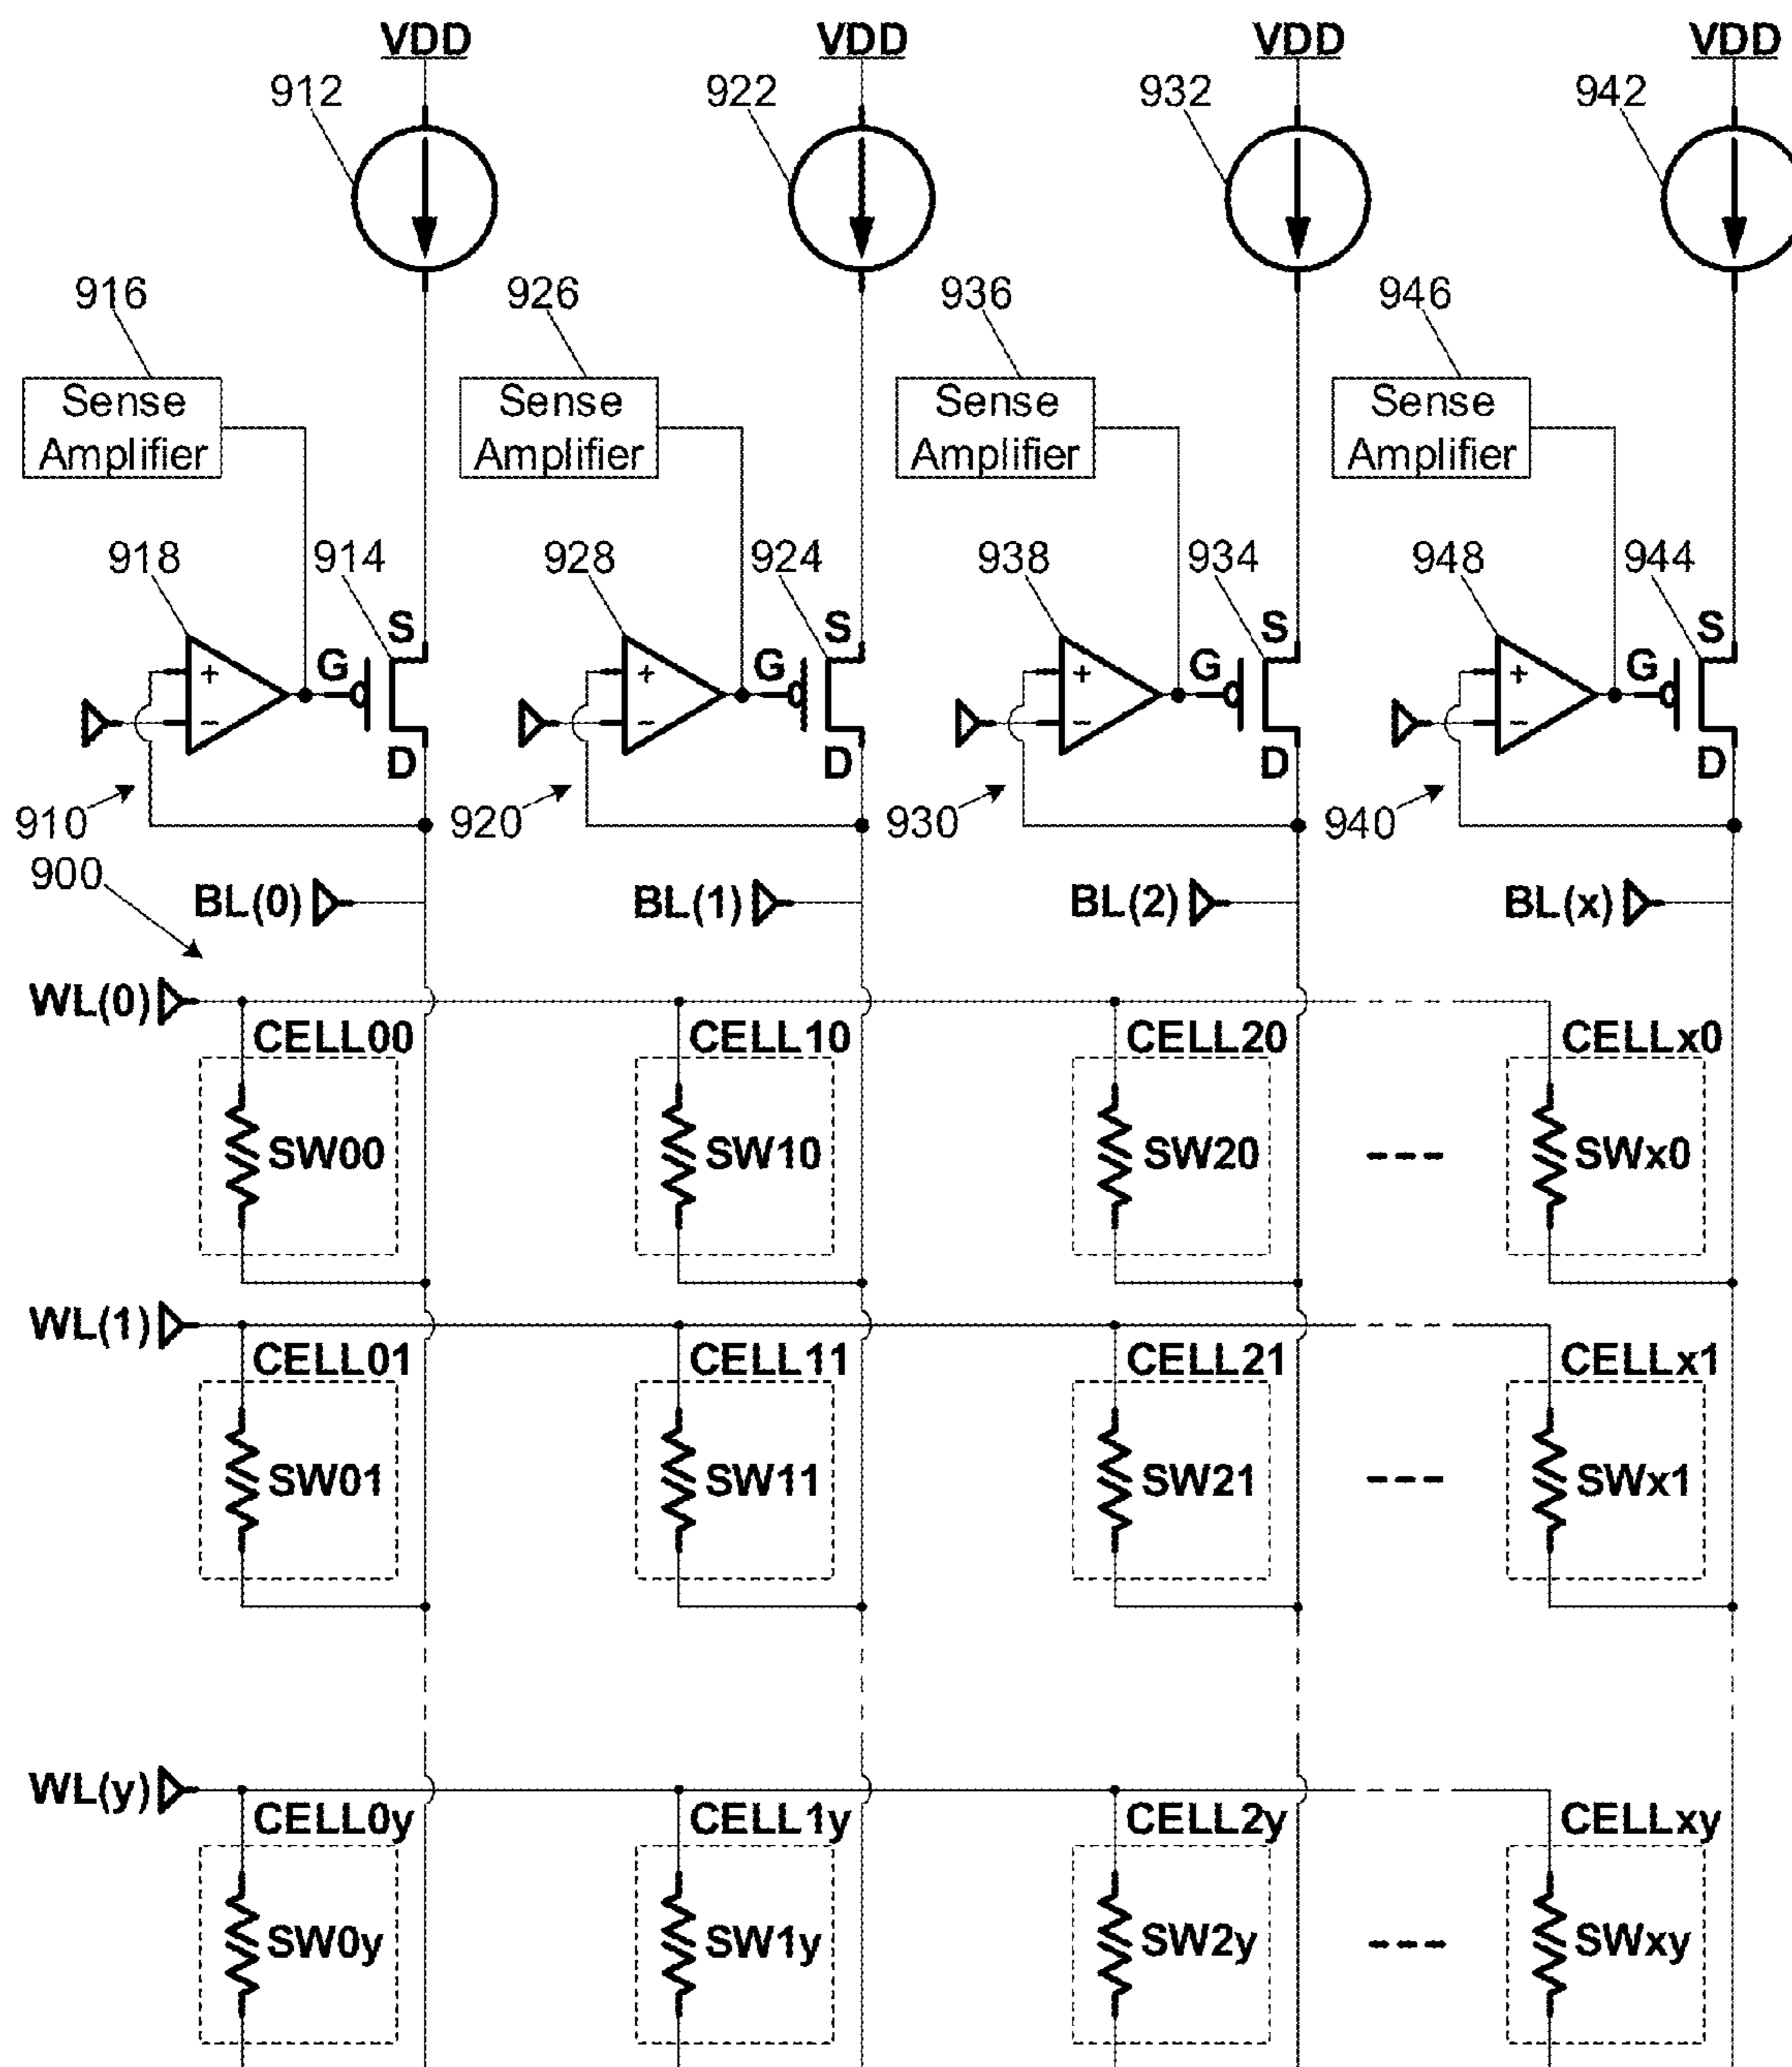 VDD VDD VDD VDD
912 922 932 942
916 926 936 946
Sense Amplifier Sense Amplifier Sense Amplifier Sense Amplifier
918 914 928 924 938 934 948 944
S S S S
+ G + G + G + G
− − − −
D D D D
910 920 930 940
900
BL(0) BL(1) BL(2) BL(x)
WL(0)
CELL00 CELL10 CELL20 CELLx0
SW00 SW10 SW20 --- SWx0
WL(1)
CELL01 CELL11 CELL21 CELLx1
SW01 SW11 SW21 --- SWx1
WL(y)
CELL0y CELL1y CELL2y CELLxy
SW0y SW1y SW2y --- SWxy